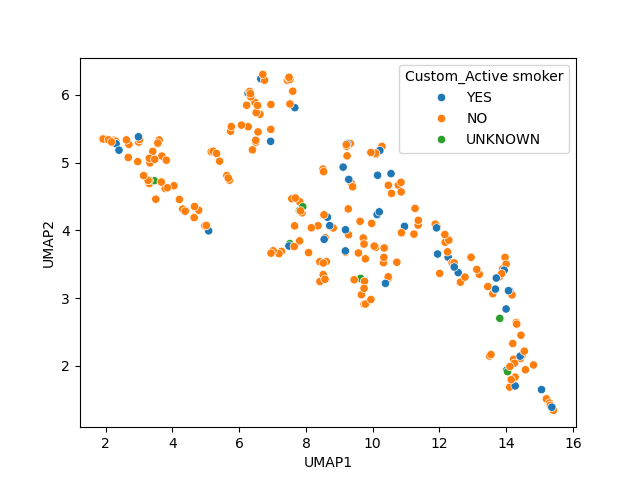 Custom_Active smoker
YES
NO
UNKNOWN
6
5
4
3
2
UMAP2
2 4 6 8 10 12 14 16
UMAP1